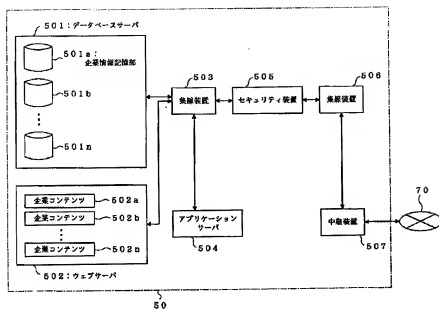 501:データベースサーバ
501a:
企業情報記憶部
501b
501n
503
集線装置
505
セキュリティ装置
506
集線装置
企業コンテンツ
502a
企業コンテンツ
502b
企業コンテンツ
502n
502:ウェブサーバ
アプリケーション
サーバ
504
中継装置
507
70
50